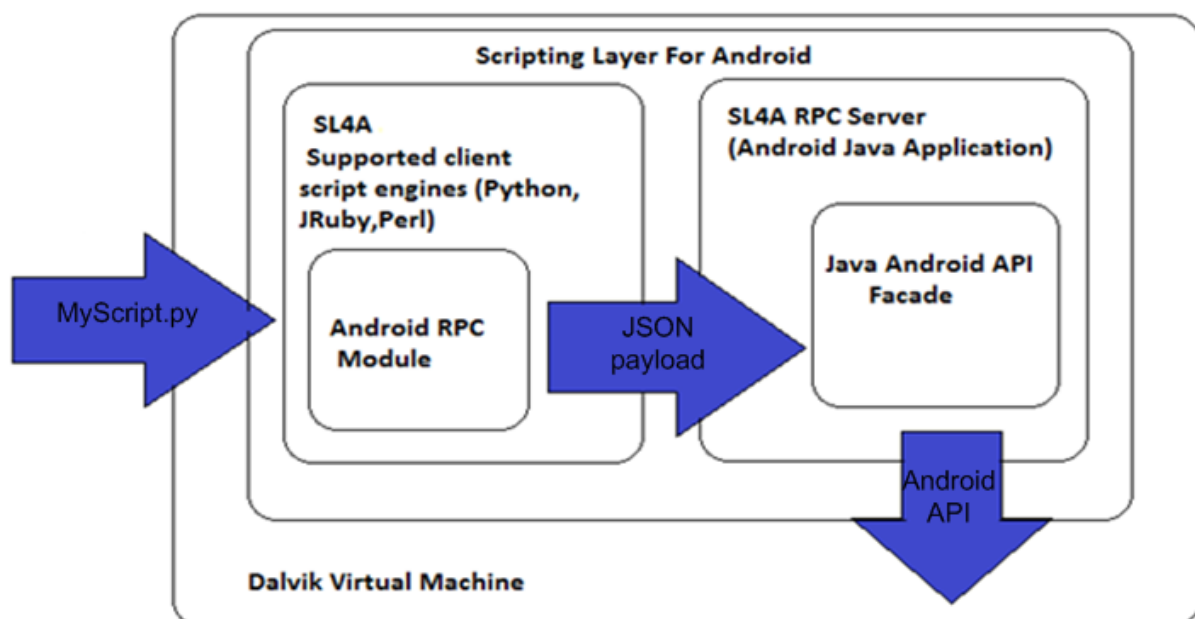 Scripting Layer For Android
SL4A
Supported client
script engines (Python,
JRuby,Perl)
Android RPC
Module
SL4A RPC Server
(Android Java Application)
Java Android API
Facade
MyScript.py
JSON
payload
Android
API
Dalvik Virtual Machine